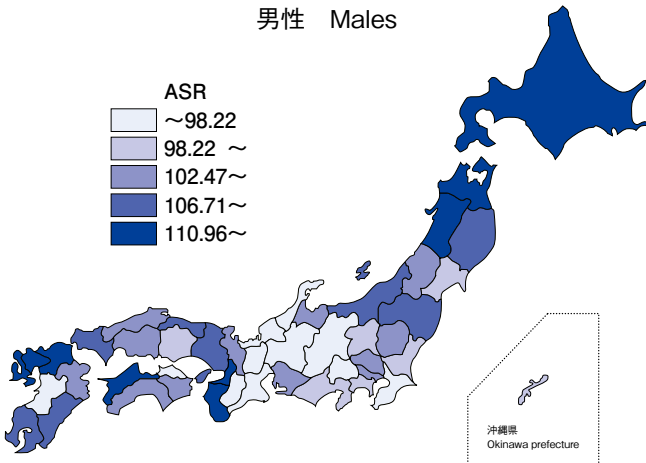 男性　Males
ASR
～98.22
98.22 ～
102.47～
106.71～
110.96～
沖縄県
Okinawa prefecture